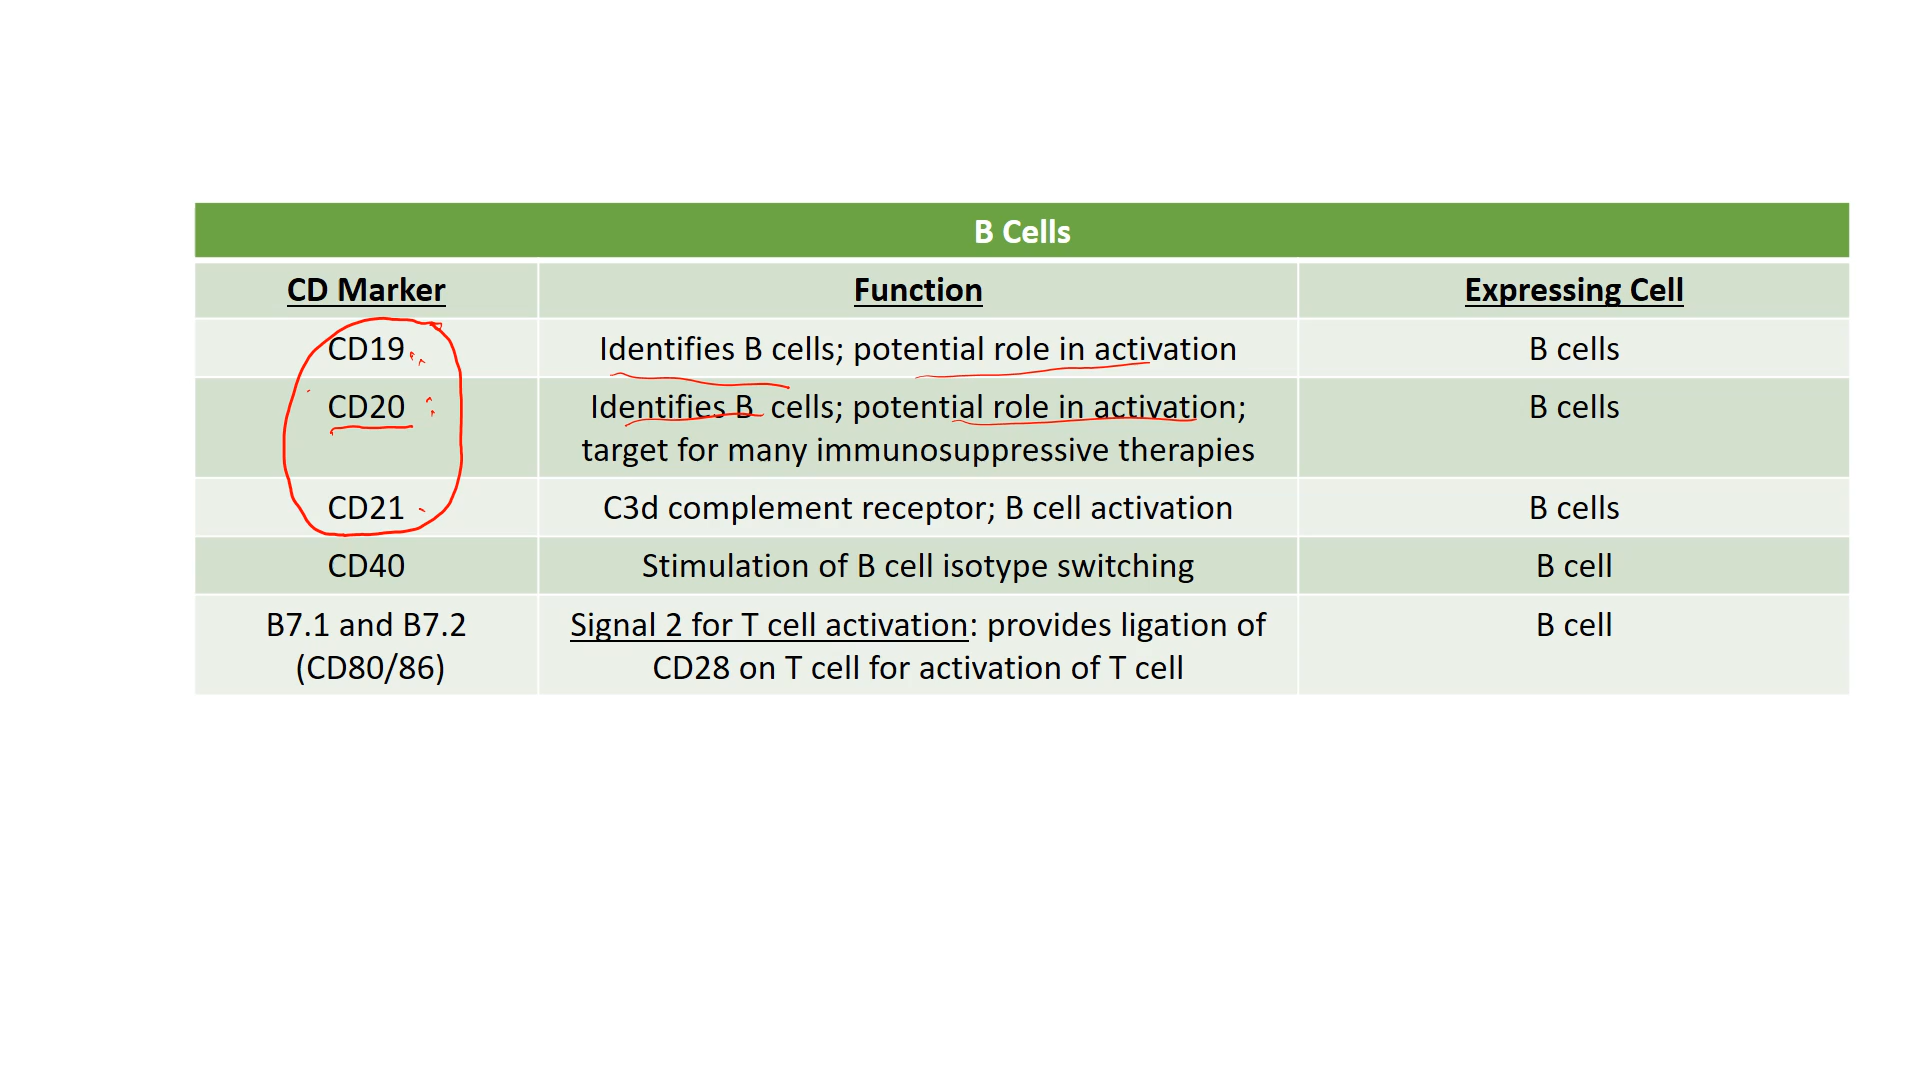 B Cells
CD Marker Function Expressing Cell
CD19 Identifies B cells; potential role in activation B cells
CD20 Identifies B cells; potential role in activation; B cells
target for many immunosuppressive therapies
CD21 C3d complement receptor; B cell activation B cells
CD40 Stimulation of B cell isotype switching B cell
B7.1 and B7.2 Signal 2 for T cell activation: provides ligation of B cell
(CD80/86) CD28 on T cell for activation of T cell